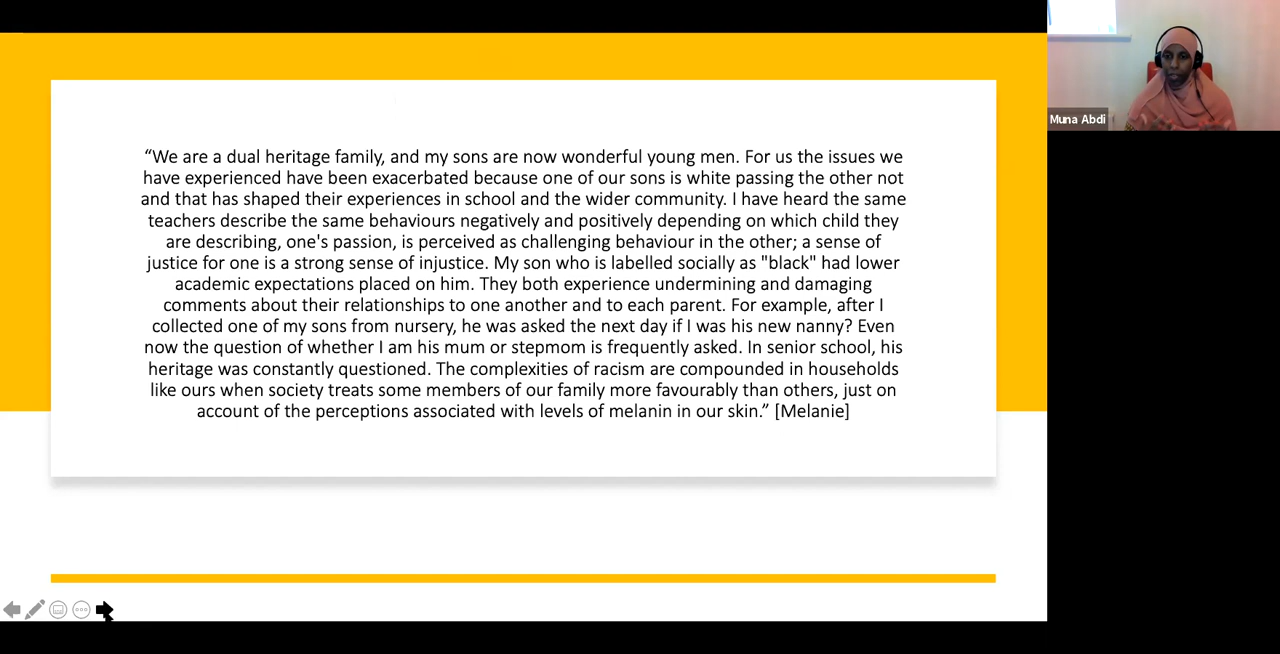 “We are a dual heritage family, and my sons are now wonderful young men. For us the issues we
have experienced have been exacerbated because one of our sons is white passing the other not
and that has shaped their experiences in school and the wider community. I have heard the same
teachers describe the same behaviours negatively and positively depending on which child they
are describing, one's passion, is perceived as challenging behaviour in the other; a sense of
justice for one is a strong sense of injustice. My son who is labelled socially as "black" had lower
academic expectations placed on him. They both experience undermining and damaging
comments about their relationships to one another and to each parent. For example, after I
collected one of my sons from nursery, he was asked the next day if I was his new nanny? Even
now the question of whether I am his mum or stepmom is frequently asked. In senior school, his
heritage was constantly questioned. The complexities of racism are compounded in households
like ours when society treats some members of our family more favourably than others, just on
account of the perceptions associated with levels of melanin in our skin.” [Melanie]
Muna Abdi